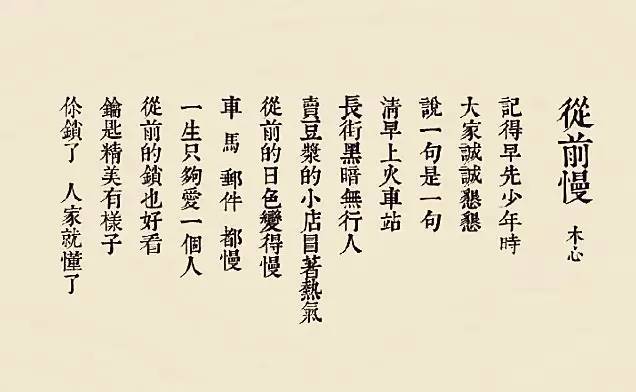 從前慢
木心
記得早先少年時
大家誠誠懇懇
說一句是一句
清早上火車站
長街黑暗無行人
賣豆漿的小店冒著熱氣
從前的日色變得慢
車 馬 郵件 都慢
一生只夠愛一個人
從前的鎖也好看
鑰匙精美有樣子
你鎖了 人家就懂了